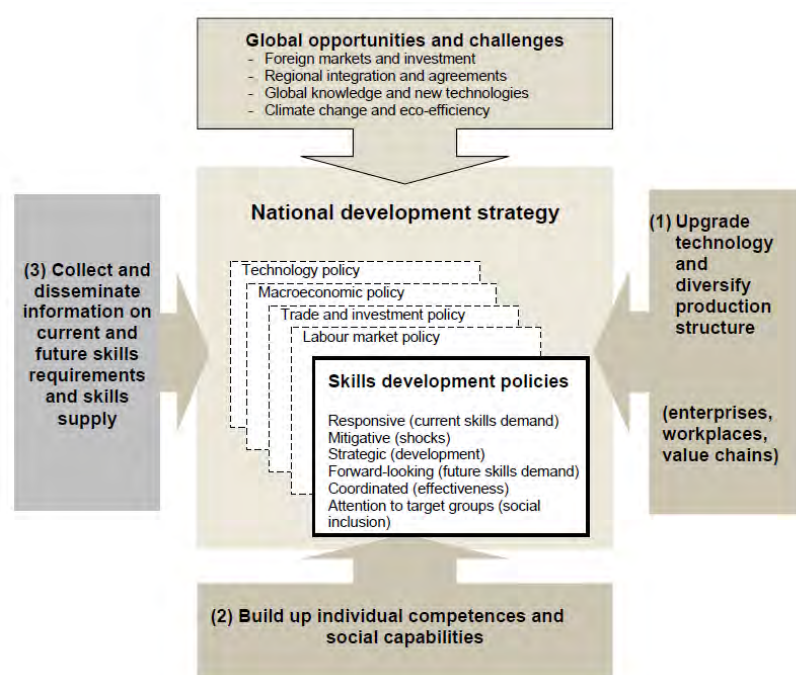 Global opportunities and challenges
- Foreign markets and investment
- Regional integration and agreements
- Global knowledge and new technologies
- Climate change and eco-efficiency
National development strategy
Technology policy
Macroeconomic policy
Trade and investment policy
Labour market policy
Skills development policies
Responsive (current skills demand)
Mitigative (shocks)
Strategic (development)
Forward-looking (future skills demand)
Coordinated (effectiveness)
Attention to target groups (social
inclusion)
(1) Upgrade
technology
and
diversify
production
structure
(enterprises,
workplaces,
value chains)
(2) Build up individual competences and
social capabilities
(3) Collect and
disseminate
information on
current and
future skills
requirements
and skills
supply